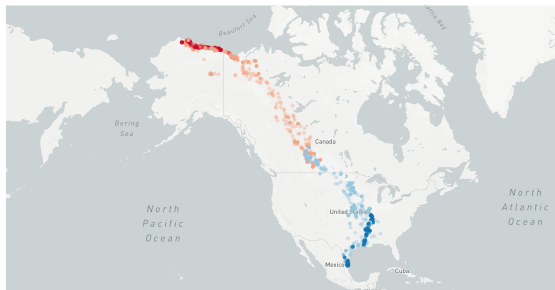 Beaufort Sea
Bering
Sea
Canada
North
Pacific
Ocean
North
Atlantic
Ocean
United States
Mexico
Cuba